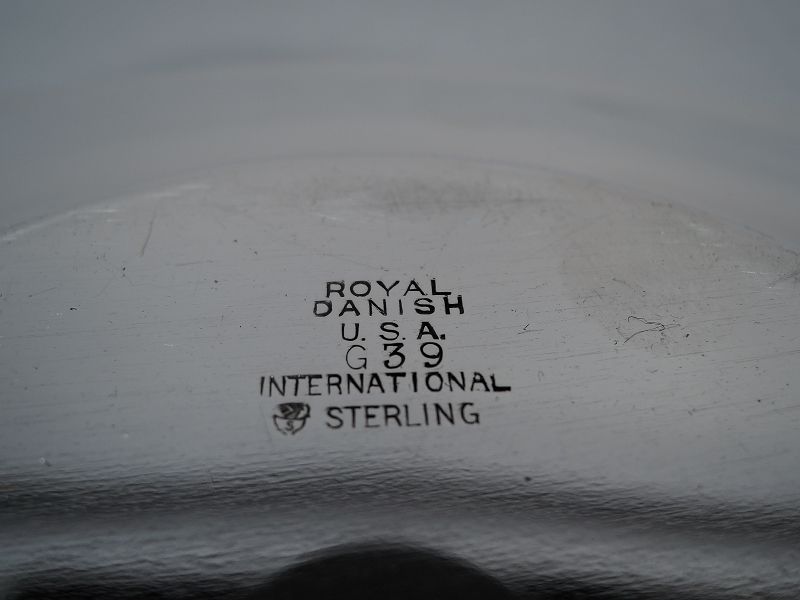 ROYAL
DANISH
U.S.A.
G39
INTERNATIONAL
S STERLING